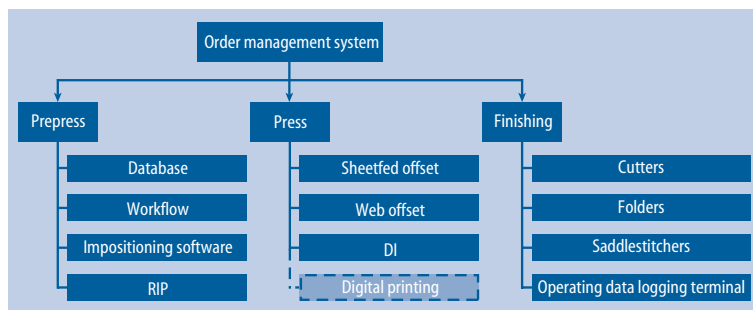 Order management system
Prepress
Press
Finishing
Database
Sheetfed offset
Cutters
Workflow
Web offset
Folders
Impositioning software
DI
Saddlestitchers
RIP
Digital printing
Operating data logging terminal